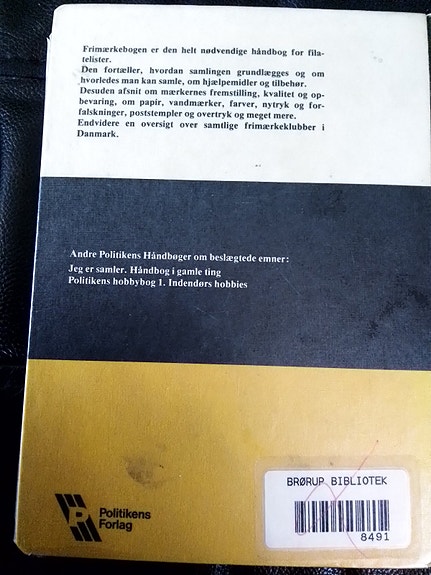 Frimærkebogen er den helt nødvendige håndbog for fila-
telister.
Den fortæller, hvordan samlingen grundlægges og om
hvorledes man kan samle, om hjælpemidler og tilbehør.
Desuden afsnit om mærkernes fremstilling, kvalitet og op-
bevaring, om papir, vandmærker, farver, nytryk og for-
falskninger, poststempler og overtryk og meget mere.
Endvidere en oversigt over samtlige frimærkeklubber i
Danmark.
Andre Politikens Håndbøger om beslægtede emner:
Jeg er samler. Håndbog i gamle ting
Politikens hobbybog 1. Indendørs hobbies
P
Politikens
Forlag
BRØRUP BIBLIOTEK
8491